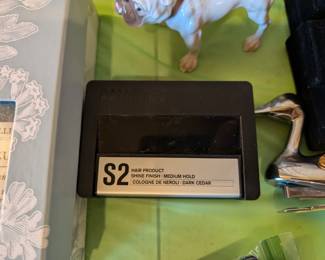 S2
HAIR PRODUCT
SHINE FINISH · MEDIUM HOLD
COLOGNE DE NEROLI · DARK CEDAR